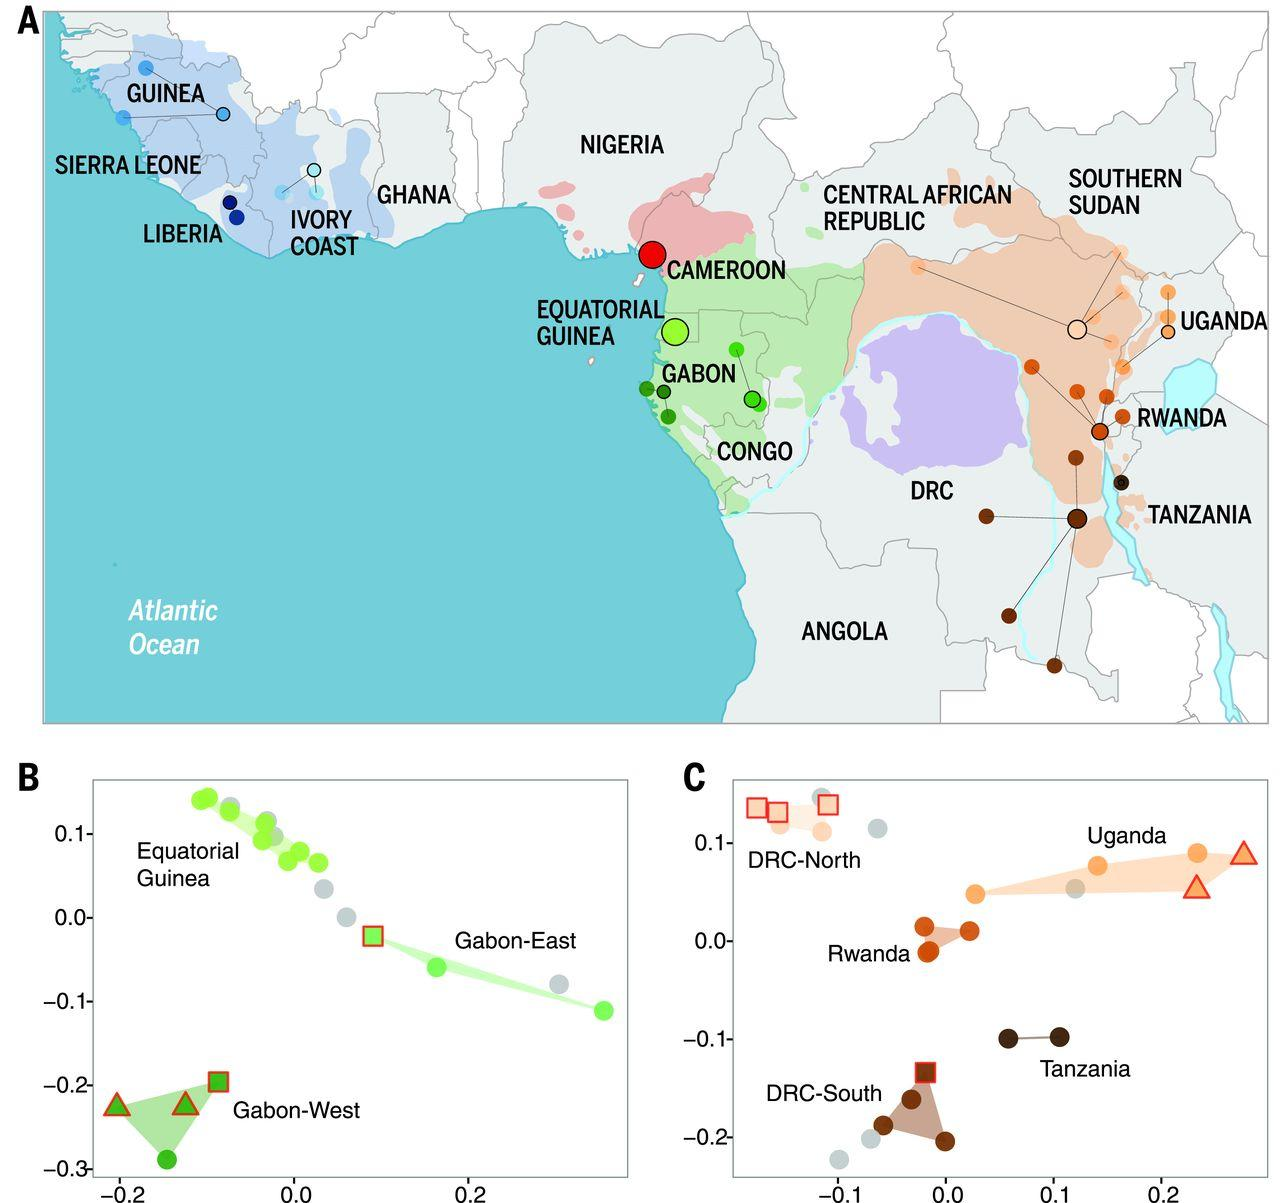 A
GUINEA
SIERRA LEONE
LIBERIA
IVORY
COAST
GHANA
NIGERIA
CAMEROON
EQUATORIAL
GUINEA
GABON
CONGO
CENTRAL AFRICAN
REPUBLIC
SOUTHERN
SUDAN
UGANDA
RWANDA
DRC
TANZANIA
ANGOLA
Atlantic
Ocean
B
0.1
0.0
−0.1
−0.2
−0.3
Equatorial
Guinea
Gabon-East
Gabon-West
−0.2
0.0
0.2
C
0.1
0.0
−0.1
−0.2
DRC-North
Uganda
Rwanda
Tanzania
DRC-South
−0.1
0.0
0.1
0.2